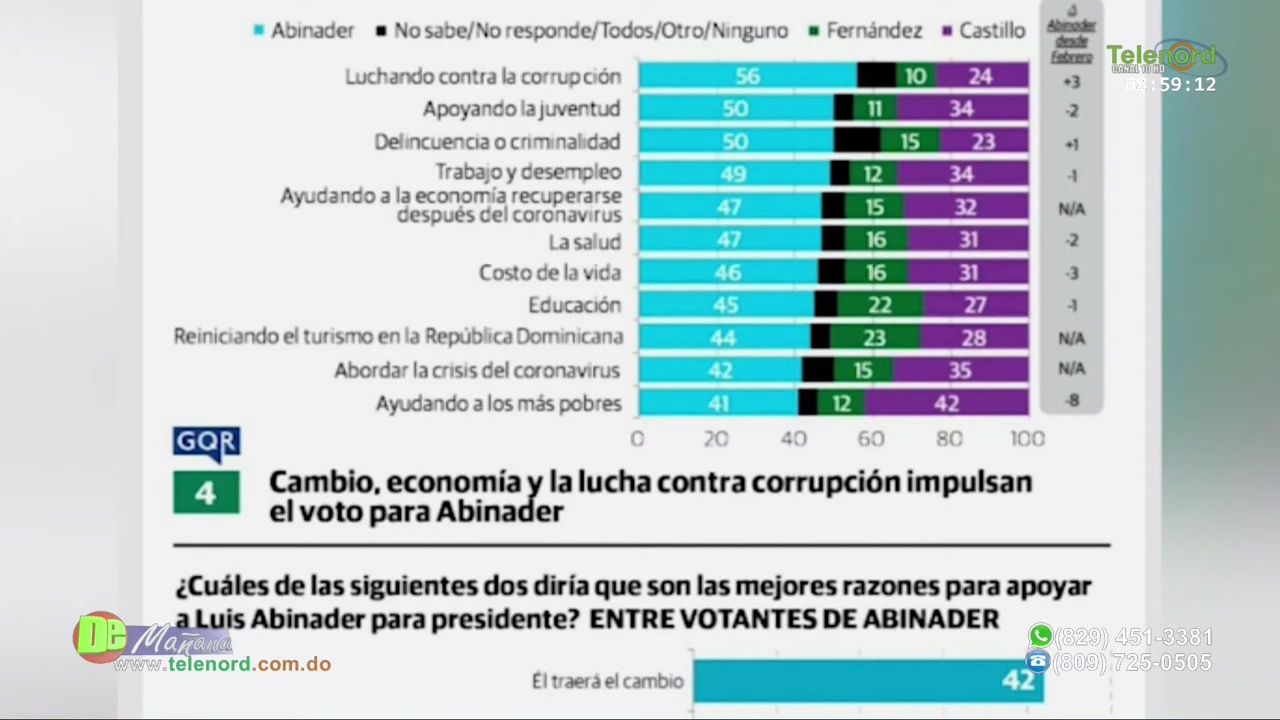 Abinader No sabe/No responde/Todos/Otro/Ninguno Fernández Castillo
Δ
Abinader
desde
Febrero
Telenord
CANAL 10 HD
08:59:12
Luchando contra la corrupción 56 10 24 +3
Apoyando la juventud 50 11 34 -2
Delincuencia o criminalidad 50 15 23 +1
Trabajo y desempleo 49 12 34 -1
Ayudando a la economía recuperarse
después del coronavirus 47 15 32 N/A
La salud 47 16 31 -2
Costo de la vida 46 16 31 -3
Educación 45 22 27 -1
Reiniciando el turismo en la República Dominicana 44 23 28 N/A
Abordar la crisis del coronavirus 42 15 35 N/A
Ayudando a los más pobres 41 12 42 -8
0 20 40 60 80 100
GQR
4 Cambio, economía y la lucha contra corrupción impulsan
el voto para Abinader
¿Cuáles de las siguientes dos diría que son las mejores razones para apoyar
a Luis Abinader para presidente? ENTRE VOTANTES DE ABINADER
De Mañana
www.telenord.com.do
(829) 451-3381
(809) 725-0505
Él traerá el cambio 42